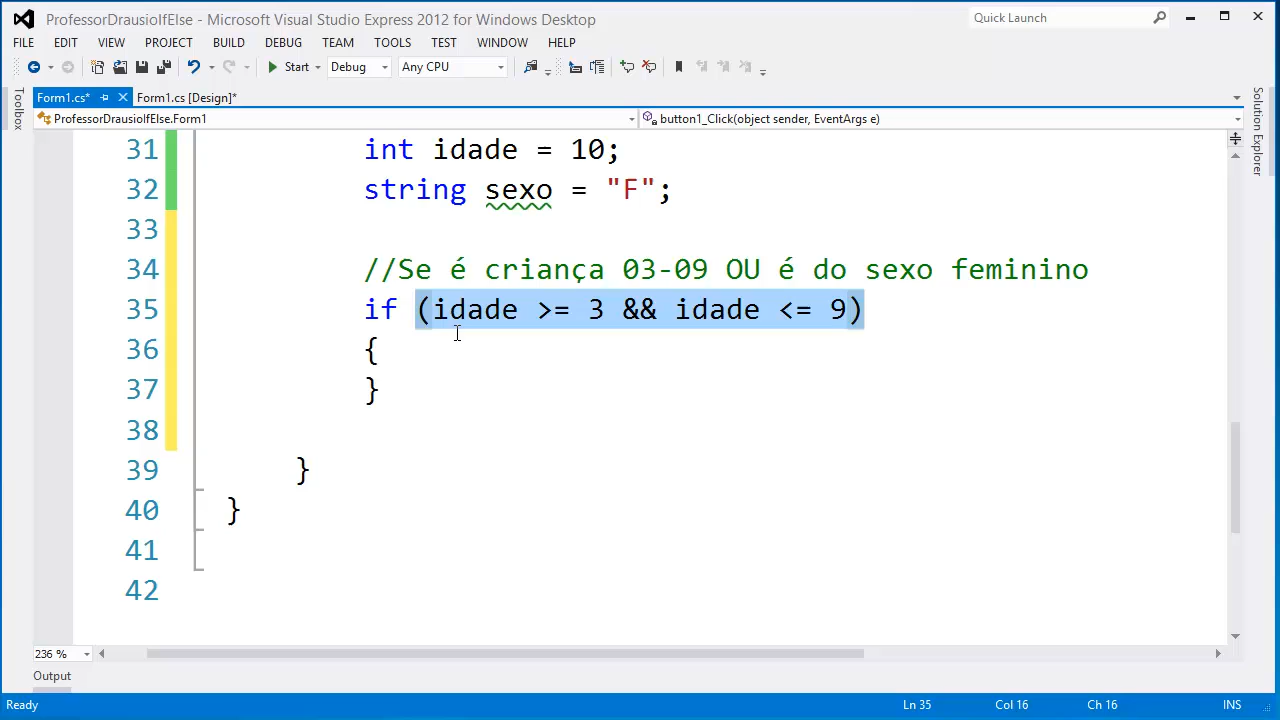 ProfessorDrausioIfElse - Microsoft Visual Studio Express 2012 for Windows Desktop
Quick Launch
FILE EDIT VIEW PROJECT BUILD DEBUG TEAM TOOLS TEST WINDOW HELP
Start Debug Any CPU
Toolbox
Form1.cs* Form1.cs [Design]*
Solution Explorer
ProfessorDrausioIfElse.Form1 button1_Click(object sender, EventArgs e)
31 int idade = 10;
32 string sexo = "F";
33
34 //Se é criança 03-09 OU é do sexo feminino
35 if (idade >= 3 && idade <= 9)
36 {
37 }
38
39 }
40 }
41
42
236 %
Output
Ready Ln 35 Col 16 Ch 16 INS